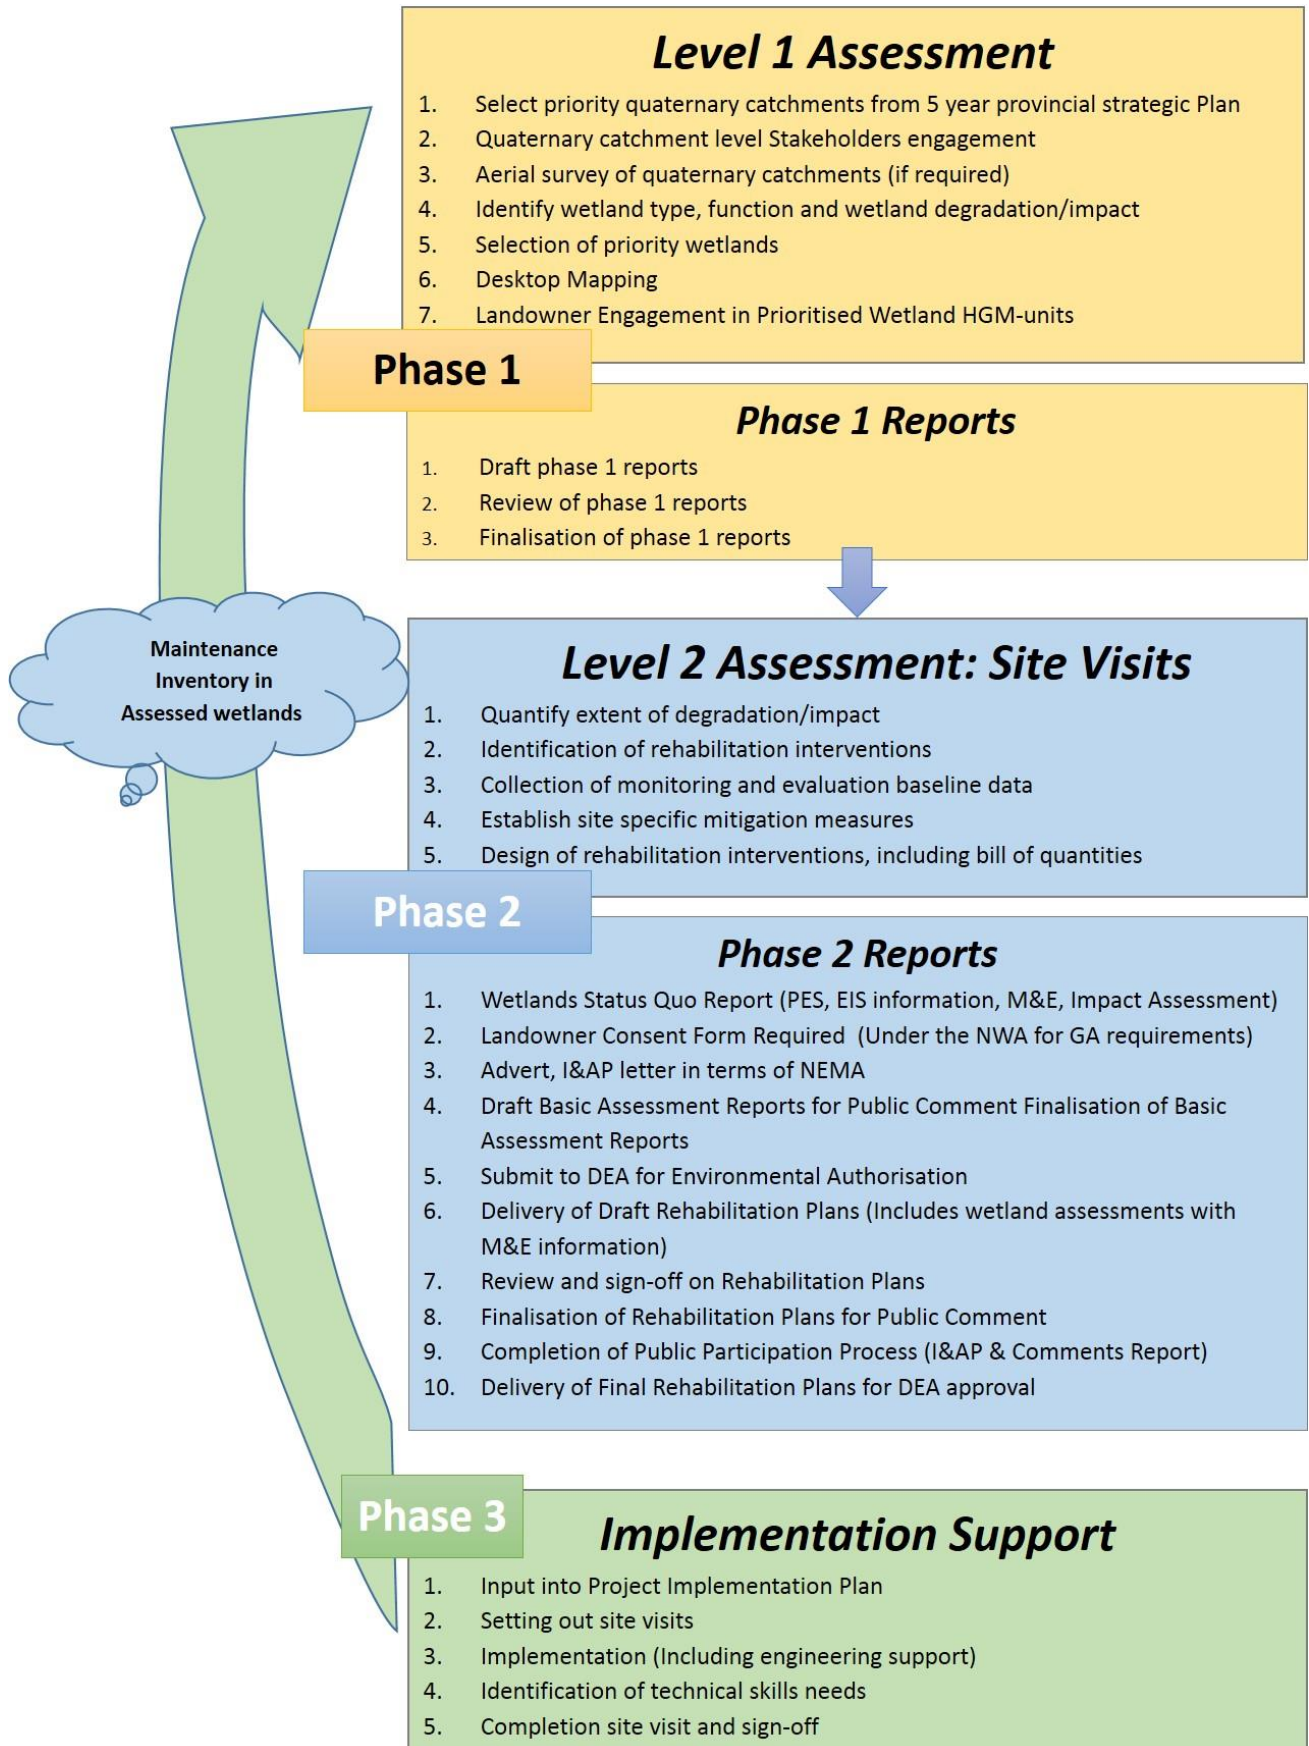 Level 1 Assessment
1. Select priority quaternary catchments from 5 year provincial strategic Plan
2. Quaternary catchment level Stakeholders engagement
3. Aerial survey of quaternary catchments (if required)
4. Identify wetland type, function and wetland degradation/impact
5. Selection of priority wetlands
6. Desktop Mapping
7. Landowner Engagement in Prioritised Wetland HGM-units
Phase 1
Phase 1 Reports
1. Draft phase 1 reports
2. Review of phase 1 reports
3. Finalisation of phase 1 reports
Maintenance
Inventory in
Assessed wetlands
Level 2 Assessment: Site Visits
1. Quantify extent of degradation/impact
2. Identification of rehabilitation interventions
3. Collection of monitoring and evaluation baseline data
4. Establish site specific mitigation measures
5. Design of rehabilitation interventions, including bill of quantities
Phase 2
Phase 2 Reports
1. Wetlands Status Quo Report (PES, EIS information, M&E, Impact Assessment)
2. Landowner Consent Form Required (Under the NWA for GA requirements)
3. Advert, I&AP letter in terms of NEMA
4. Draft Basic Assessment Reports for Public Comment Finalisation of Basic
Assessment Reports
5. Submit to DEA for Environmental Authorisation
6. Delivery of Draft Rehabilitation Plans (Includes wetland assessments with
M&E information)
7. Review and sign-off on Rehabilitation Plans
8. Finalisation of Rehabilitation Plans for Public Comment
9. Completion of Public Participation Process (I&AP & Comments Report)
10. Delivery of Final Rehabilitation Plans for DEA approval
Phase 3
Implementation Support
1. Input into Project Implementation Plan
2. Setting out site visits
3. Implementation (Including engineering support)
4. Identification of technical skills needs
5. Completion site visit and sign-off